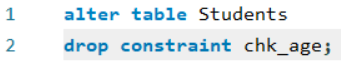 1 alter table Students
2 drop constraint chk_age;